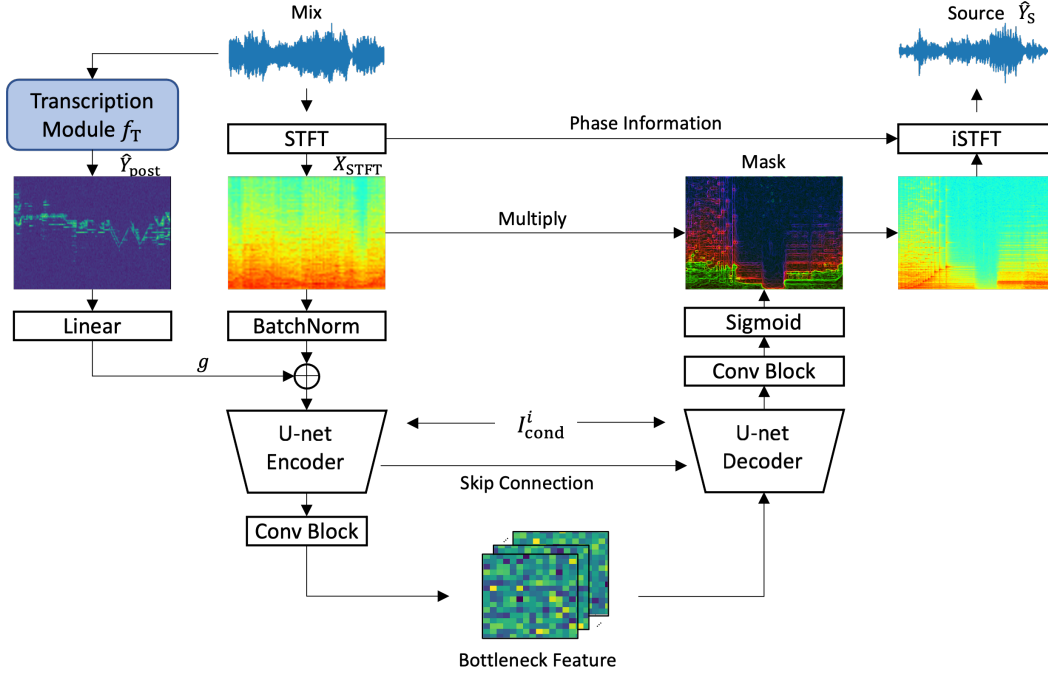 Mix
Source Ŷ_S
Transcription
Module f_T
STFT
Phase Information
iSTFT
Ŷ_post
X_STFT
Mask
Multiply
Linear
BatchNorm
Sigmoid
Conv Block
g
U-net
Encoder
I^i_cond
U-net
Decoder
Skip Connection
Conv Block
Bottleneck Feature